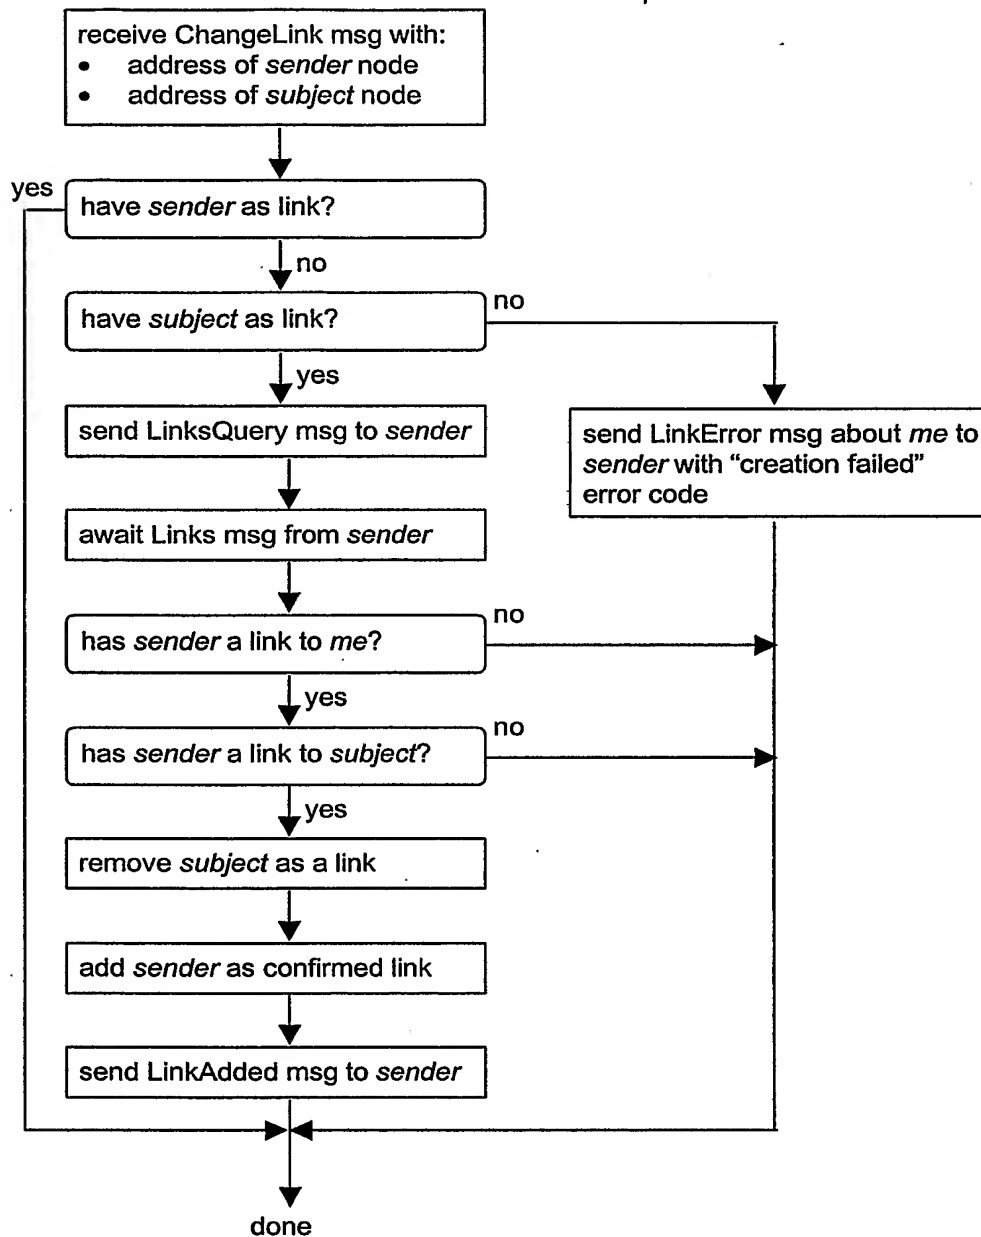 receive ChangeLink msg with:
• address of sender node
• address of subject node
yes
have sender as link?
no
have subject as link?
no
yes
send LinksQuery msg to sender
send LinkError msg about me to
sender with “creation failed”
error code
await Links msg from sender
no
has sender a link to me?
yes
no
has sender a link to subject?
yes
remove subject as a link
add sender as confirmed link
send LinkAdded msg to sender
done